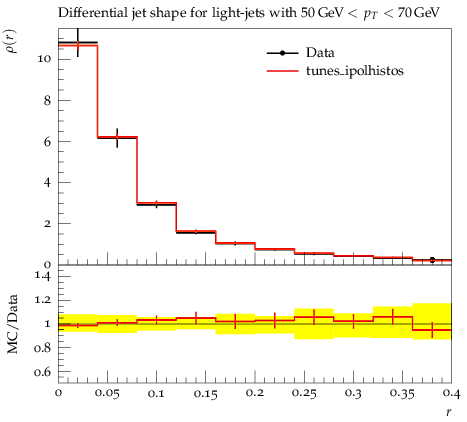 Differential jet shape for light-jets with 50 GeV < p_T < 70 GeV
ρ(r)
Data
tunes_ipolhistos
10
8
6
4
2
0
MC/Data
1.4
1.2
1.0
0.8
0.6
0 0.05 0.1 0.15 0.2 0.25 0.3 0.35 0.4
r